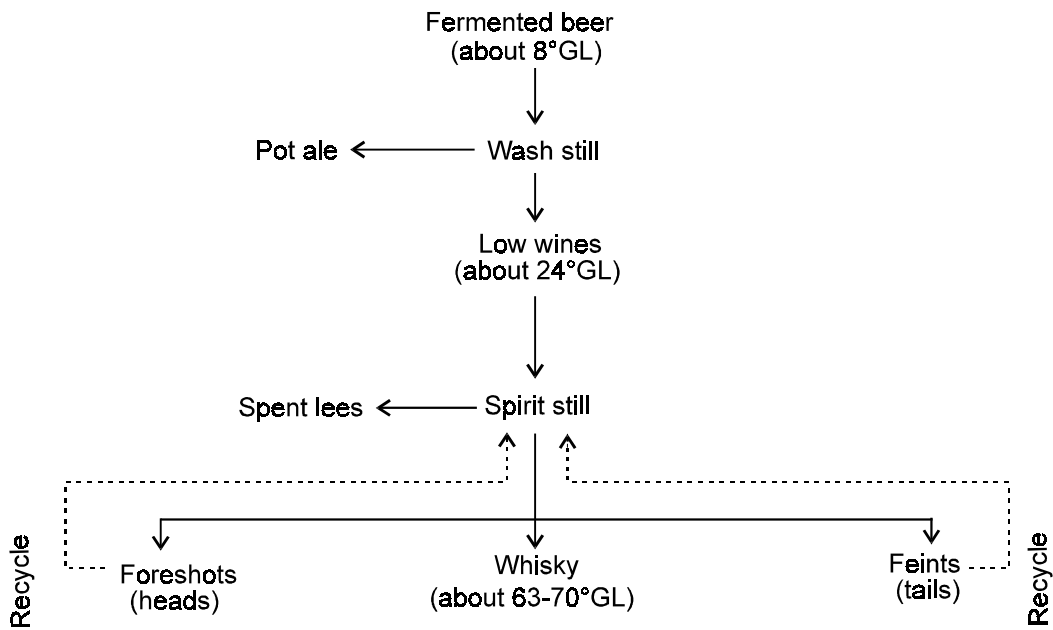 Fermented beer
(about 8°GL)
Pot ale
Wash still
Low wines
(about 24°GL)
Spent lees
Spirit still
Recycle
Foreshots
(heads)
Whisky
(about 63-70°GL)
Feints
(tails)
Recycle